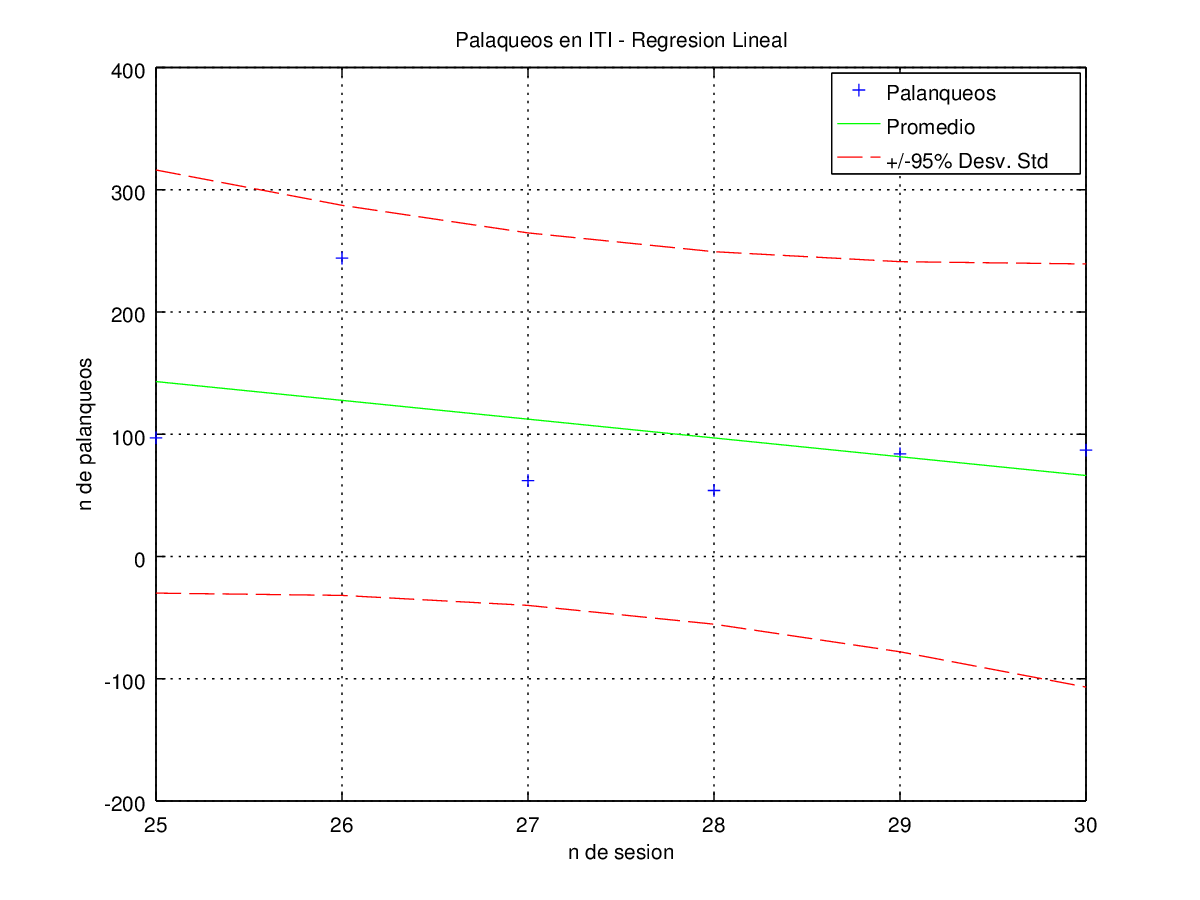 Palaqueos en ITI - Regresion Lineal
400
300
200
100
0
-100
-200
n de palanqueos
Palanqueos
Promedio
+/-95% Desv. Std
25 26 27 28 29 30
n de sesion